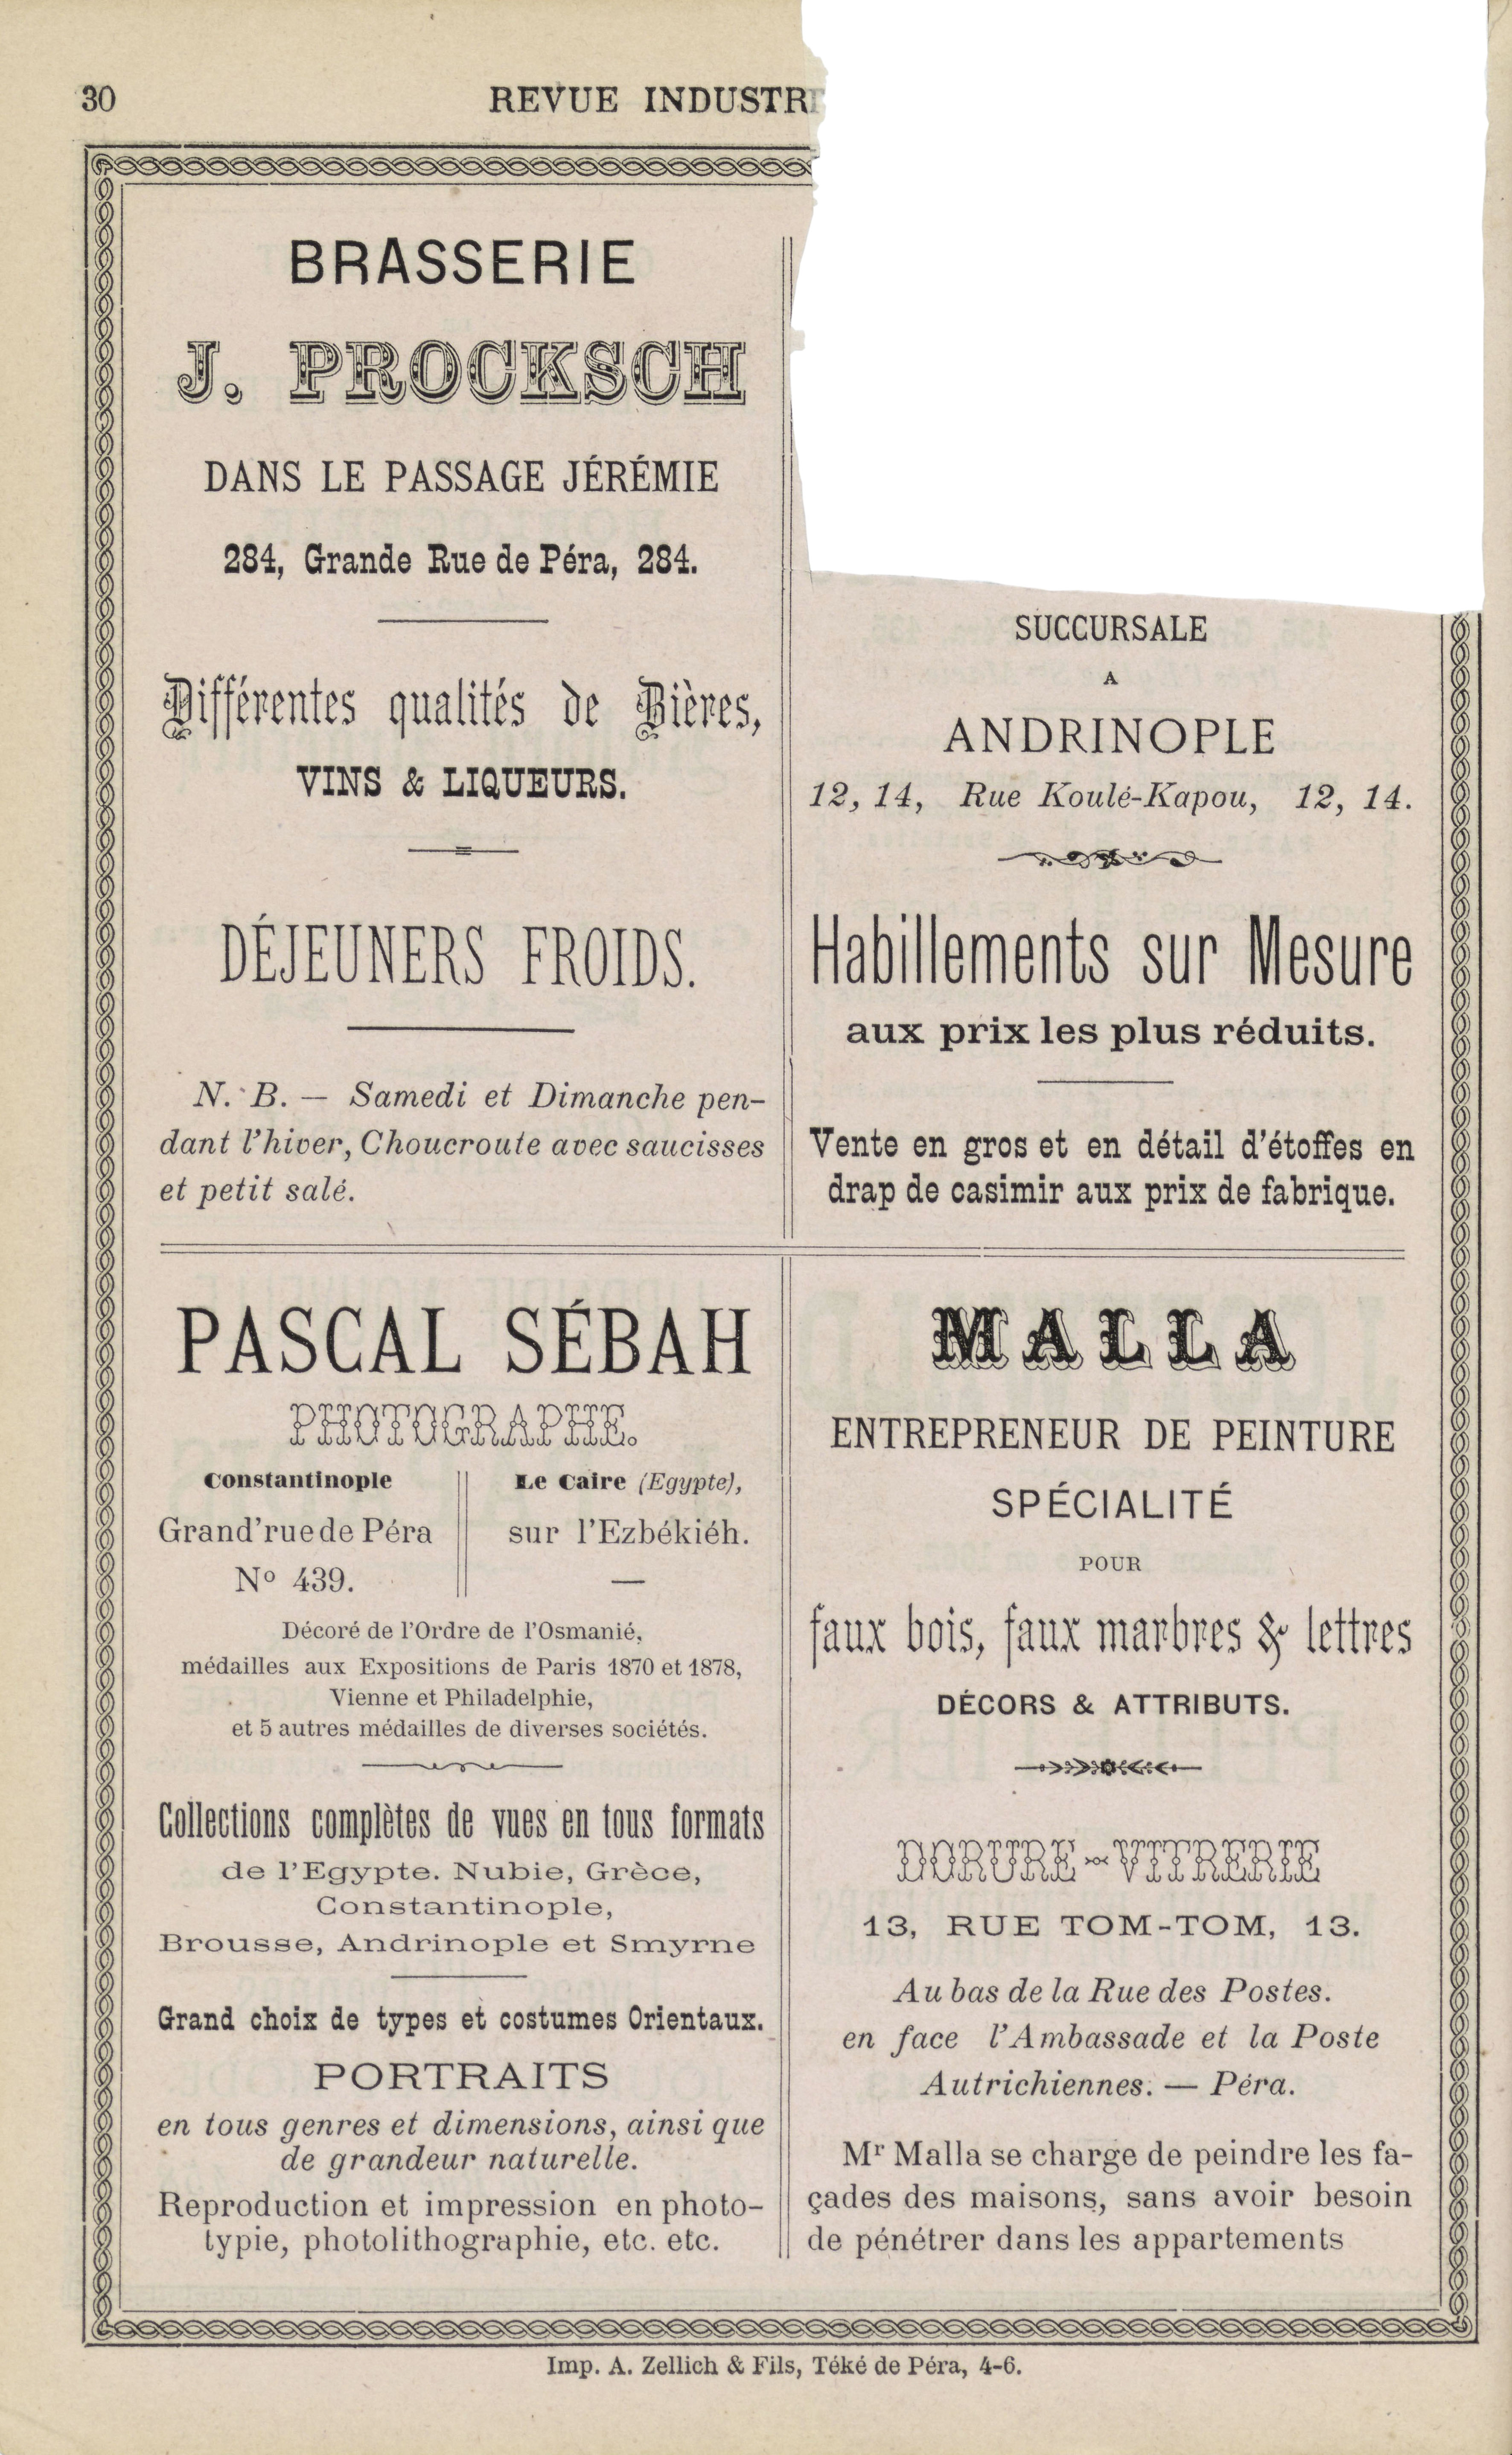 30
REVUE INDUSTRI
BRASSERIE
J. PROCKSCH
DANS LE PASSAGE JÉRÉMIE
284, Grande Rue de Péra, 284.
Différentes qualités de Bières,
VINS & LIQUEURS.
DÉJEUNERS FROIDS.
N. B. — Samedi et Dimanche pen-
dant l'hiver, Choucroute avec saucisses
et petit salé.
SUCCURSALE
A
ANDRINOPLE
12, 14, Rue Koulé-Kapou, 12, 14.
Habillements sur Mesure
aux prix les plus réduits.
Vente en gros et en détail d'étoffes en
drap de casimir aux prix de fabrique.
PASCAL SÉBAH
PHOTOGRAPHE.
Constantinople
Grand'rue de Péra
No 439.
Le Caire (Egypte),
sur l'Ezbékiéh.
Décoré de l'Ordre de l'Osmanié,
médailles aux Expositions de Paris 1870 et 1878,
Vienne et Philadelphie,
et 5 autres médailles de diverses sociétés.
Collections complètes de vues en tous formats
de l'Egypte. Nubie, Grèce,
Constantinople,
Brousse, Andrinople et Smyrne
Grand choix de types et costumes Orientaux.
PORTRAITS
en tous genres et dimensions, ainsi que
de grandeur naturelle.
Reproduction et impression en photo-
typie, photolithographie, etc. etc.
MALLA
ENTREPRENEUR DE PEINTURE
SPÉCIALITÉ
POUR
faux bois, faux marbres & lettres
DÉCORS & ATTRIBUTS.
DORURE - VITRERIE
13, RUE TOM-TOM, 13.
Au bas de la Rue des Postes.
en face l'Ambassade et la Poste
Autrichiennes. — Péra.
Mr Malla se charge de peindre les fa-
çades des maisons, sans avoir besoin
de pénétrer dans les appartements
Imp. A. Zellich & Fils, Téké de Péra, 4-6.